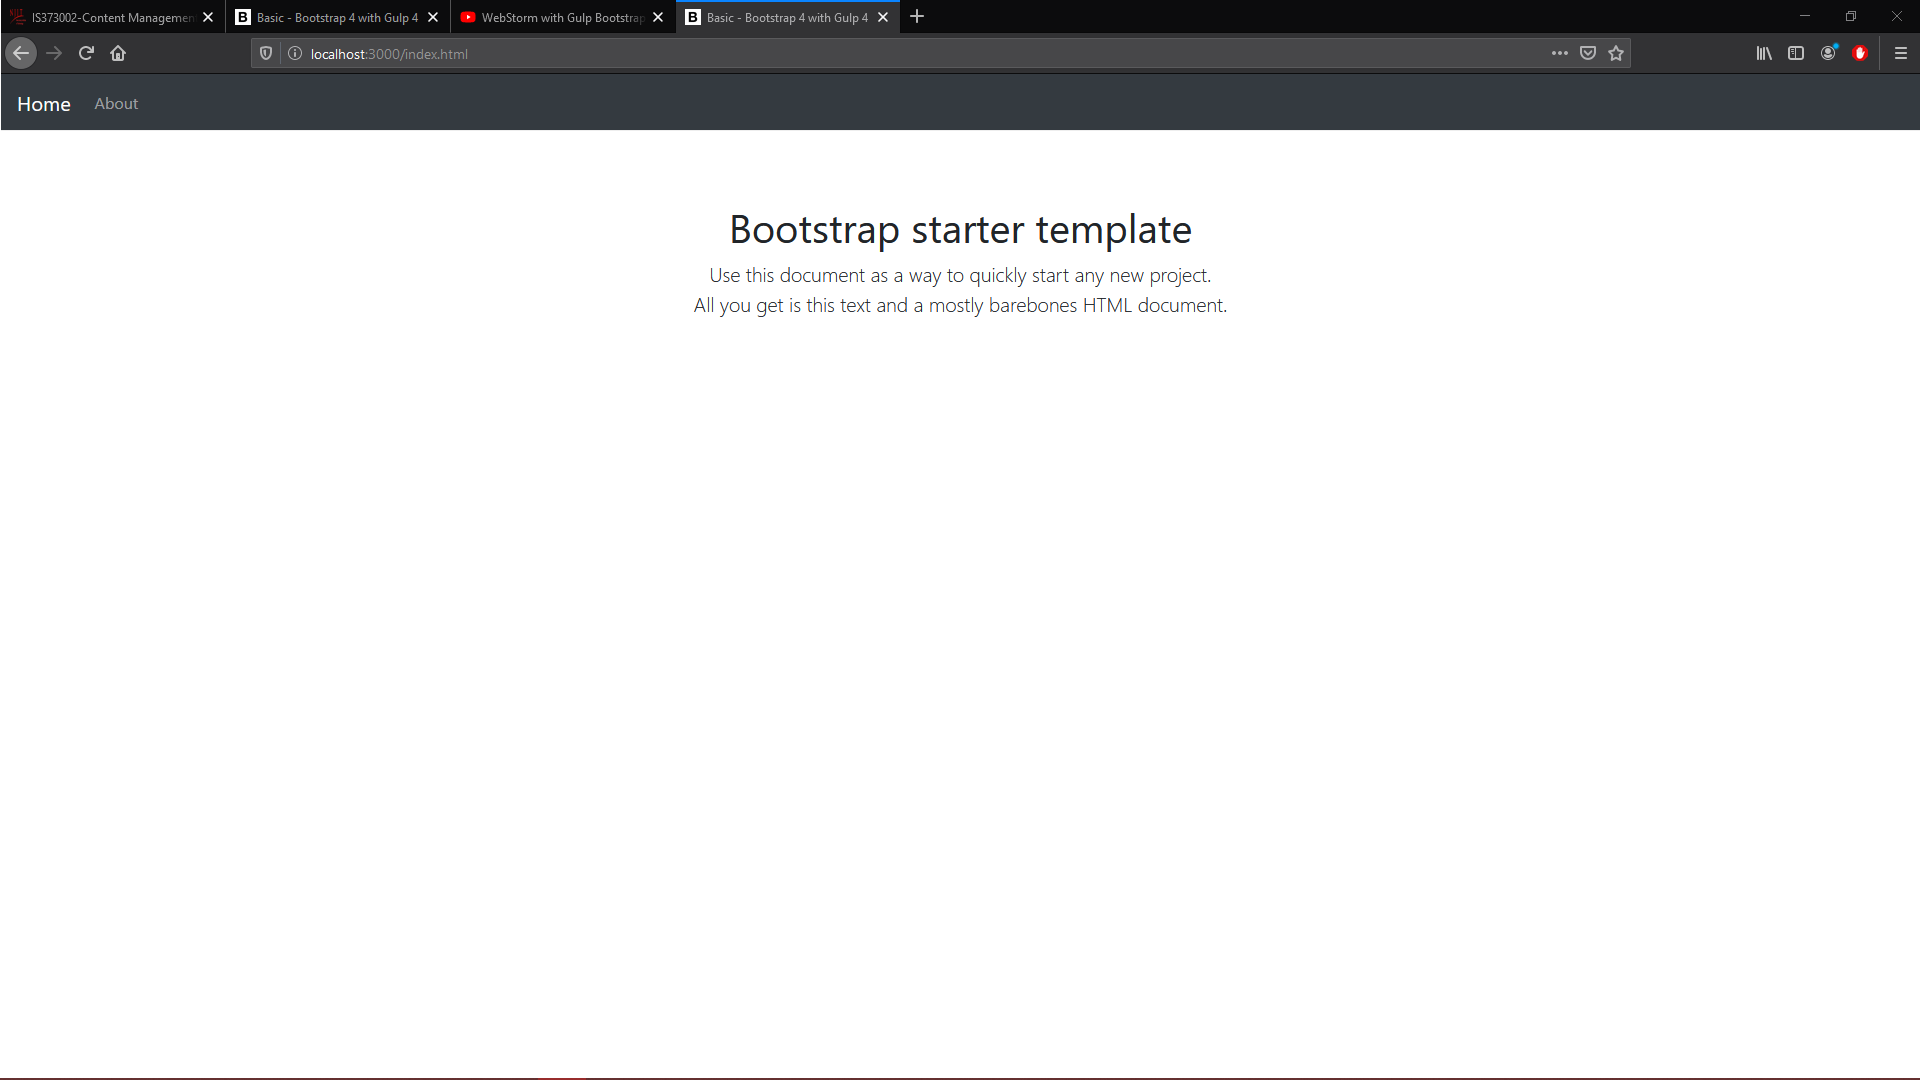 IS373002-Content Managemen
Basic - Bootstrap 4 with Gulp 4
WebStorm with Gulp Bootstrap
Basic - Bootstrap 4 with Gulp 4
localhost:3000/index.html
Home About
Bootstrap starter template
Use this document as a way to quickly start any new project.
All you get is this text and a mostly barebones HTML document.